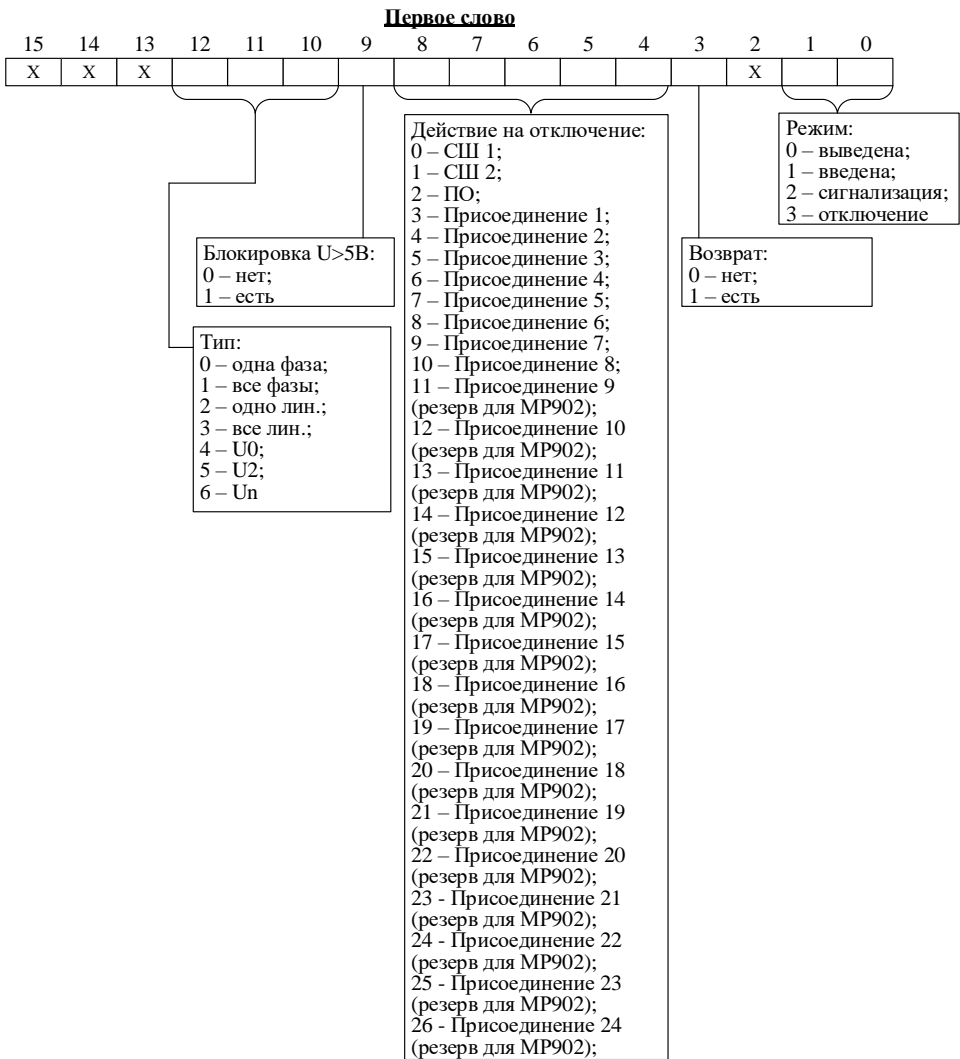 Первое слово
15 14 13 12 11 10 9 8 7 6 5 4 3 2 1 0
X X X X
Действие на отключение:
0 – СШ 1;
1 – СШ 2;
2 – ПО;
3 – Присоединение 1;
4 – Присоединение 2;
5 – Присоединение 3;
6 – Присоединение 4;
7 – Присоединение 5;
8 – Присоединение 6;
9 – Присоединение 7;
10 – Присоединение 8;
11 – Присоединение 9
(резерв для МР902);
12 – Присоединение 10
(резерв для МР902);
13 – Присоединение 11
(резерв для МР902);
14 – Присоединение 12
(резерв для МР902);
15 – Присоединение 13
(резерв для МР902);
16 – Присоединение 14
(резерв для МР902);
17 – Присоединение 15
(резерв для МР902);
18 – Присоединение 16
(резерв для МР902);
19 – Присоединение 17
(резерв для МР902);
20 – Присоединение 18
(резерв для МР902);
21 – Присоединение 19
(резерв для МР902);
22 – Присоединение 20
(резерв для МР902);
23 - Присоединение 21
(резерв для МР902);
24 - Присоединение 22
(резерв для МР902);
25 - Присоединение 23
(резерв для МР902);
26 - Присоединение 24
(резерв для МР902);
Режим:
0 – выведена;
1 – введена;
2 – сигнализация;
3 – отключение
Блокировка U>5В:
0 – нет;
1 – есть
Возврат:
0 – нет;
1 – есть
Тип:
0 – одна фаза;
1 – все фазы;
2 – одно лин.;
3 – все лин.;
4 – U0;
5 – U2;
6 – Un